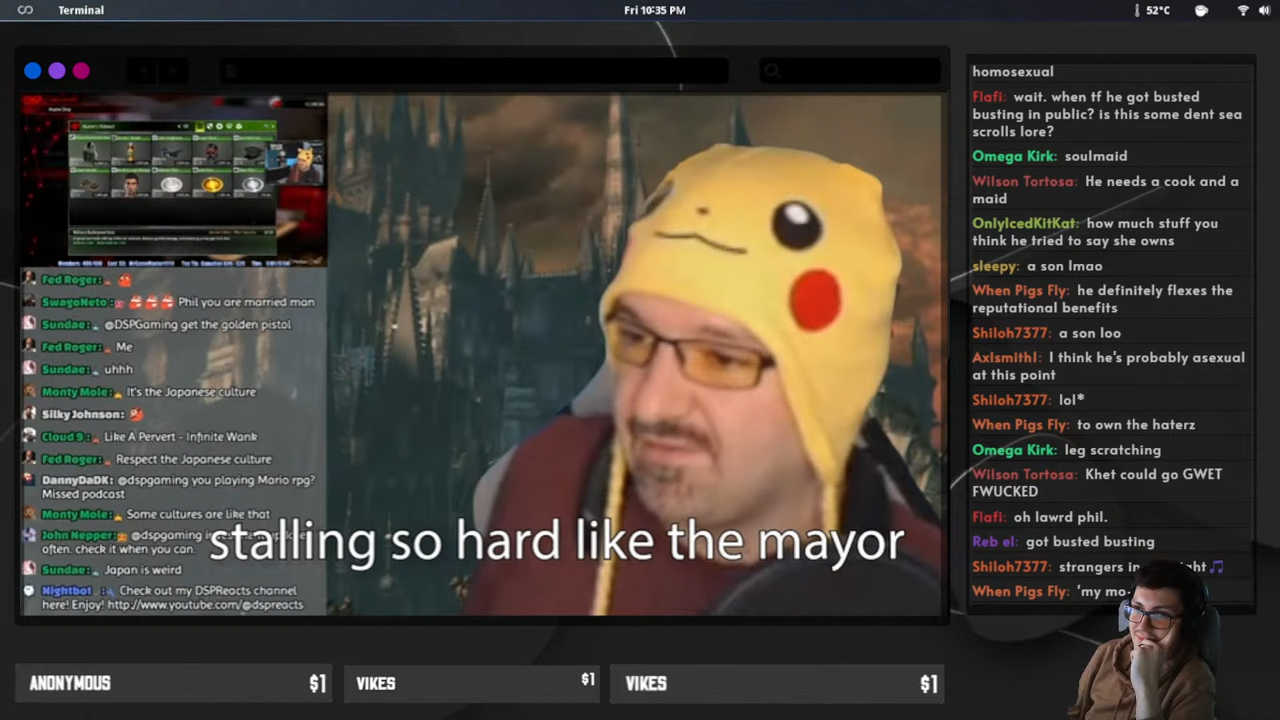 Terminal
Fri 10:35 PM
52°C
Fed Roger:
SwagoNeto: Phil you are married man
Sundae: @DSPGaming get the golden pistol
Fed Roger: Me
Sundae: uhhh
Monty Mole: It's the Japanese culture
Silky Johnson:
Cloud 9: Like A Pervert - Infinite Wank
Fed Roger: Respect the Japanese culture
DannyDaDK: @dspgaming you playing Mario rpg?
Missed podcast
Monty Mole: Some cultures are like that
John Nepper: @dspgaming
often. check it when you can.
Sundae: Japan is weird
Nightbot: Check out my DSPReacts channel
here! Enjoy! http://www.youtube.com/@dspreacts
stalling so hard like the mayor
homosexual
Flafi: wait. when tf he got busted
busting in public? is this some dent sea
scrolls lore?
Omega Kirk: soulmaid
Wilson Tortosa: He needs a cook and a
maid
OnlyIcedKitKat: how much stuff you
think he tried to say she owns
sleepy: a son lmao
When Pigs Fly: he definitely flexes the
reputational benefits
Shiloh7377: a son loo
Axlsmithl: I think he's probably asexual
at this point
Shiloh7377: lol*
When Pigs Fly: to own the haterz
Omega Kirk: leg scratching
Wilson Tortosa: Khet could go GWET
FWUCKED
Flafi: oh lawrd phil.
Reb el: got busted busting
Shiloh7377: strangers in ght
When Pigs Fly: 'my mo-
ANONYMOUS $1
VIKES $1
VIKES $1